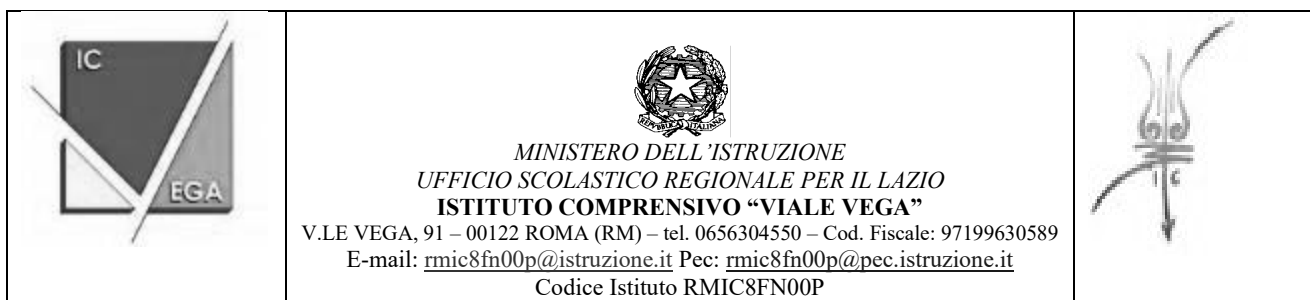 IC
EGA
REPVBBLICA ITALIANA
MINISTERO DELL’ISTRUZIONE
UFFICIO SCOLASTICO REGIONALE PER IL LAZIO
ISTITUTO COMPRENSIVO “VIALE VEGA”
V.LE VEGA, 91 – 00122 ROMA (RM) – tel. 0656304550 – Cod. Fiscale: 97199630589
E-mail: rmic8fn00p@istruzione.it Pec: rmic8fn00p@pec.istruzione.it
Codice Istituto RMIC8FN00P
I C